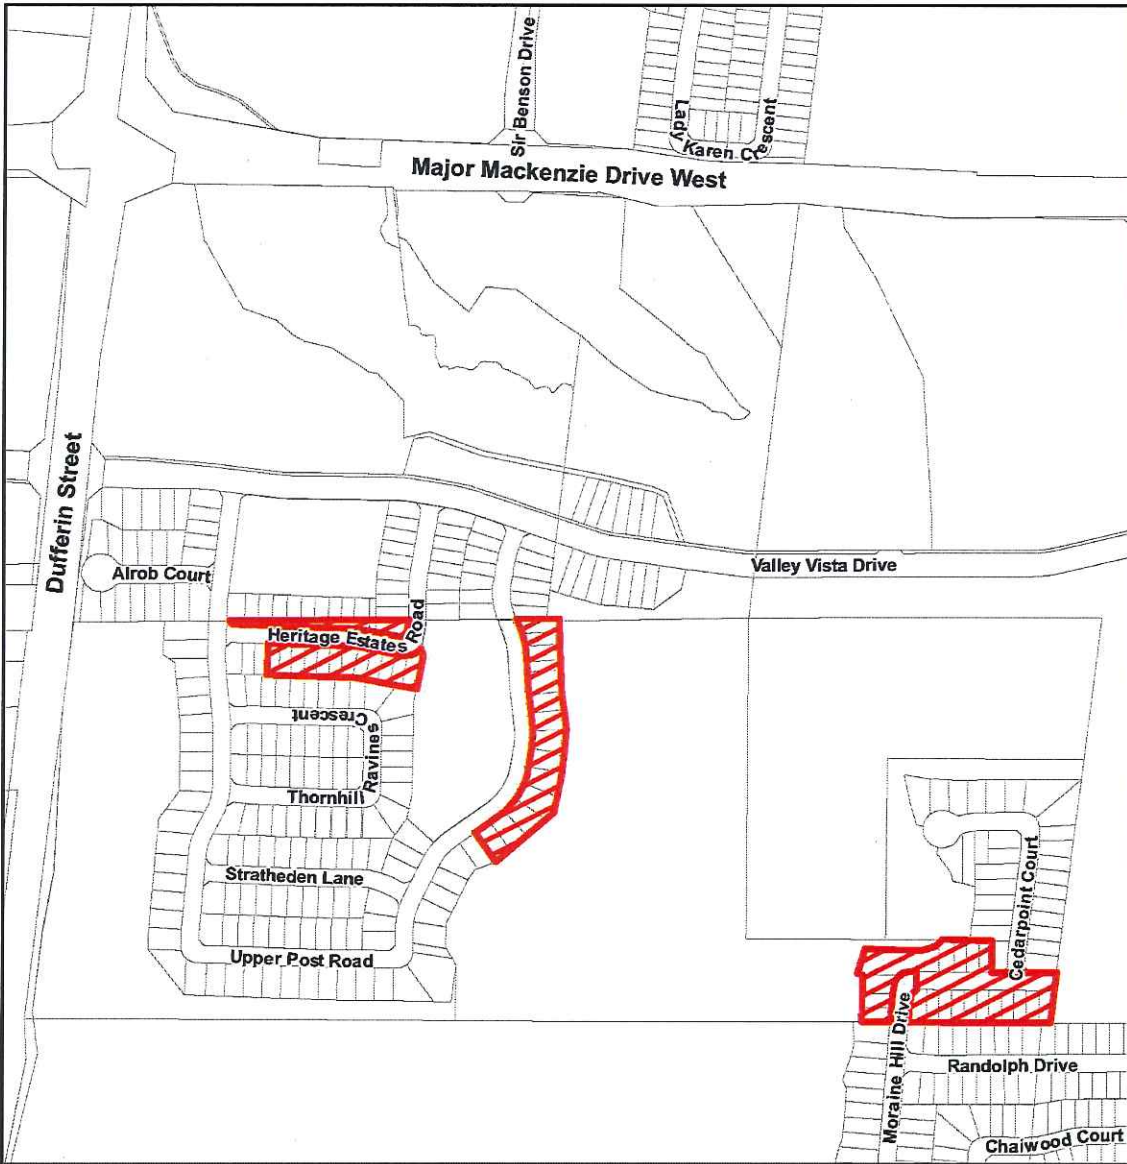 Sir Benson Drive
Lady
Karen Crescent
Major Mackenzie Drive West
Dufferin Street
Valley Vista Drive
Alrob Court
Heritage Estates
Road
Crescent
Ravines
Thornhill
Stratheden Lane
Upper Post Road
Cedarpoint Court
Moraine Hill Drive
Randolph Drive
Chaiwood Court